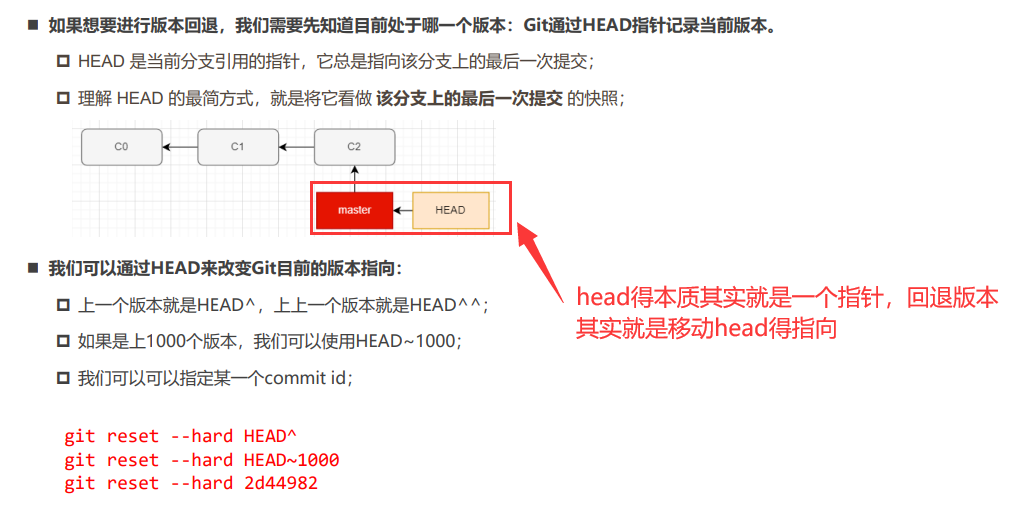 ■ 如果想要进行版本回退，我们需要先知道目前处于哪一个版本：Git通过HEAD指针记录当前版本。
HEAD 是当前分支引用的指针，它总是指向该分支上的最后一次提交；
理解 HEAD 的最简方式，就是将它看做 该分支上的最后一次提交 的快照；
C0 C1 C2
master HEAD
■ 我们可以通过HEAD来改变Git目前的版本指向：
上一个版本就是HEAD^，上上一个版本就是HEAD^^；
如果是上1000个版本，我们可以使用HEAD~1000；
我们可以可以指定某一个commit id；
head得本质其实就是一个指针，回退版本
其实就是移动head得指向
git reset --hard HEAD^
git reset --hard HEAD~1000
git reset --hard 2d44982